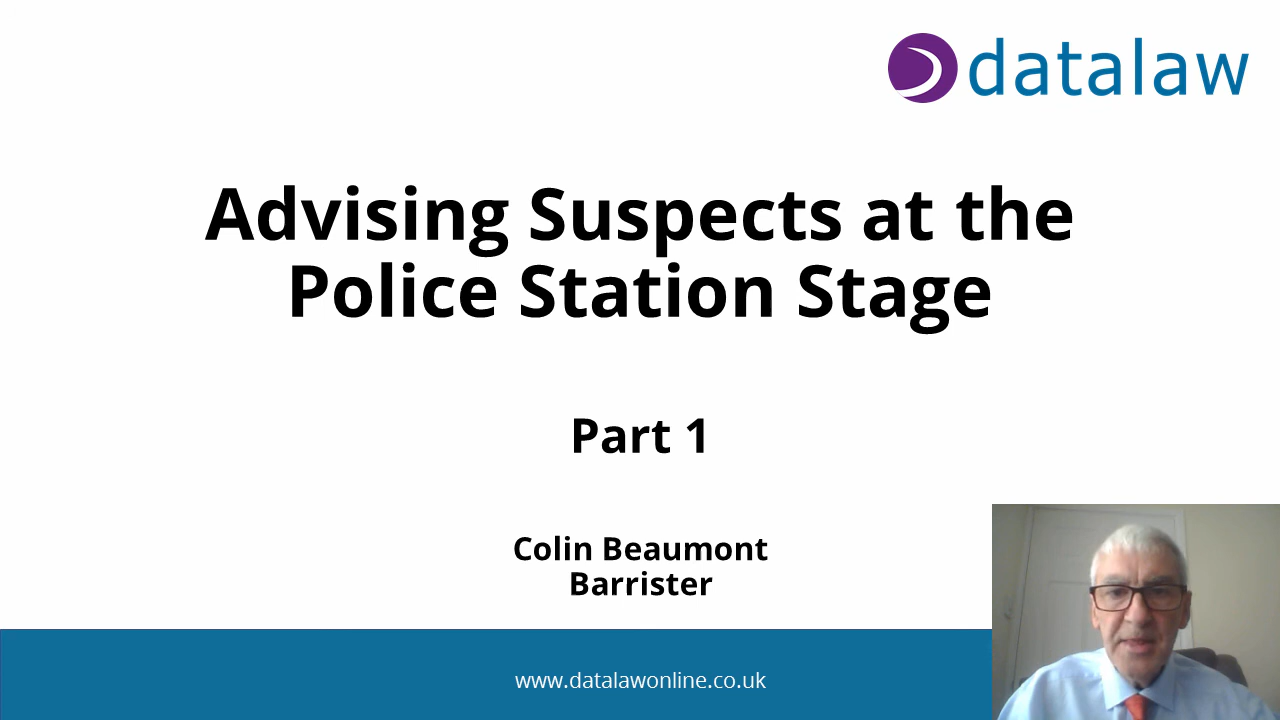 datalaw
Advising Suspects at the
Police Station Stage
Part 1
Colin Beaumont
Barrister
www.datalawonline.co.uk